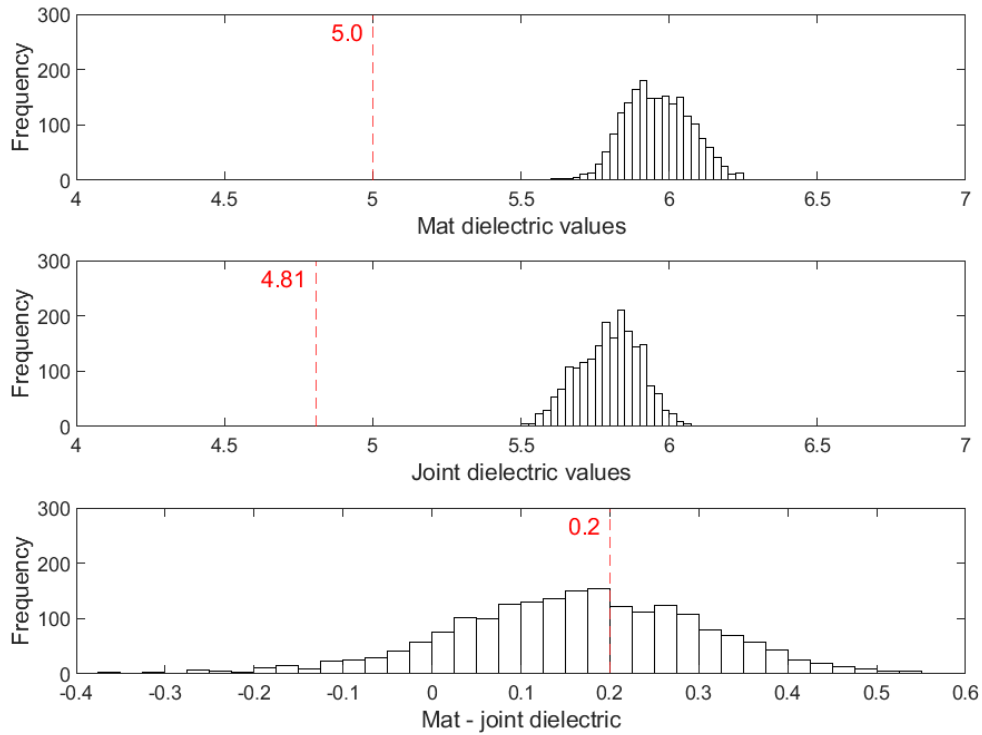 300
5.0
200
Frequency
100
0
4 4.5 5 5.5 6 6.5 7
Mat dielectric values
300
4.81
200
Frequency
100
0
4 4.5 5 5.5 6 6.5 7
Joint dielectric values
300
0.2
200
Frequency
100
0
-0.4 -0.3 -0.2 -0.1 0 0.1 0.2 0.3 0.4 0.5 0.6
Mat - joint dielectric